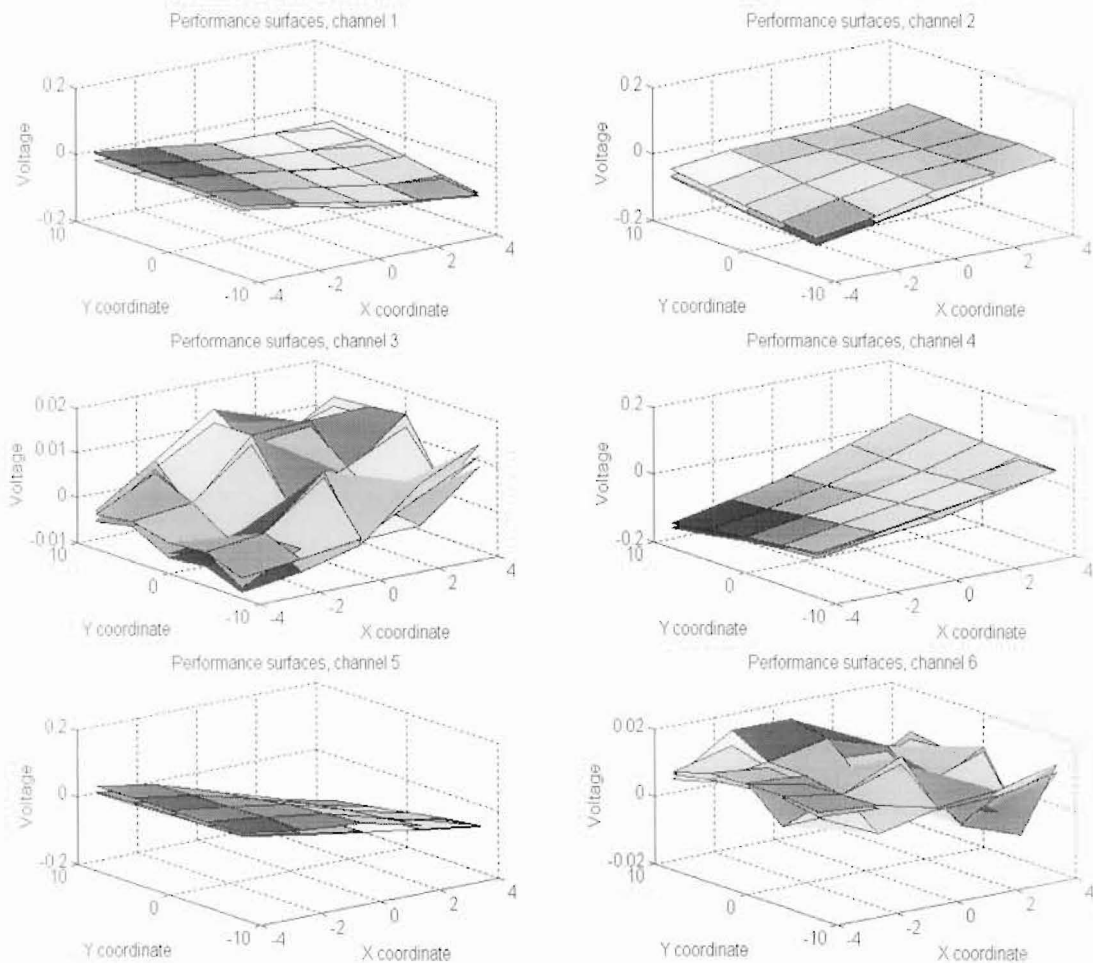 Performance surfaces, channel 1
0.2
0
-0.2
Voltage
10
0
-10
Y coordinate
-4
-2
0
2
4
X coordinate
Performance surfaces, channel 2
0.2
0
-0.2
Voltage
10
0
-10
Y coordinate
-4
-2
0
2
4
X coordinate
Performance surfaces, channel 3
0.02
0.01
0
-0.01
Voltage
10
0
-10
Y coordinate
-4
-2
0
2
4
X coordinate
Performance surfaces, channel 4
0.2
0
-0.2
Voltage
10
0
-10
Y coordinate
-4
-2
0
2
4
X coordinate
Performance surfaces, channel 5
0.2
0
-0.2
Voltage
10
0
-10
Y coordinate
-4
-2
0
2
4
X coordinate
Performance surfaces, channel 6
0.02
0
-0.02
Voltage
10
0
-10
Y coordinate
-4
-2
0
2
4
X coordinate